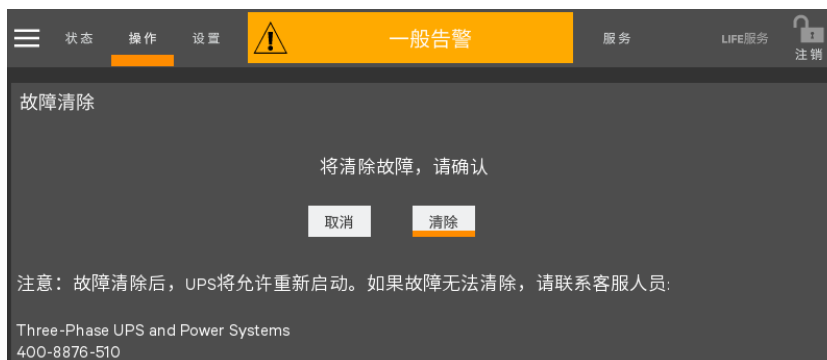 状态 操作 设置 一般告警 服务 LIFE服务 注销
故障清除
将清除故障，请确认
取消 清除
注意：故障清除后，UPS将允许重新启动。如果故障无法清除，请联系客服人员:
Three-Phase UPS and Power Systems
400-8876-510